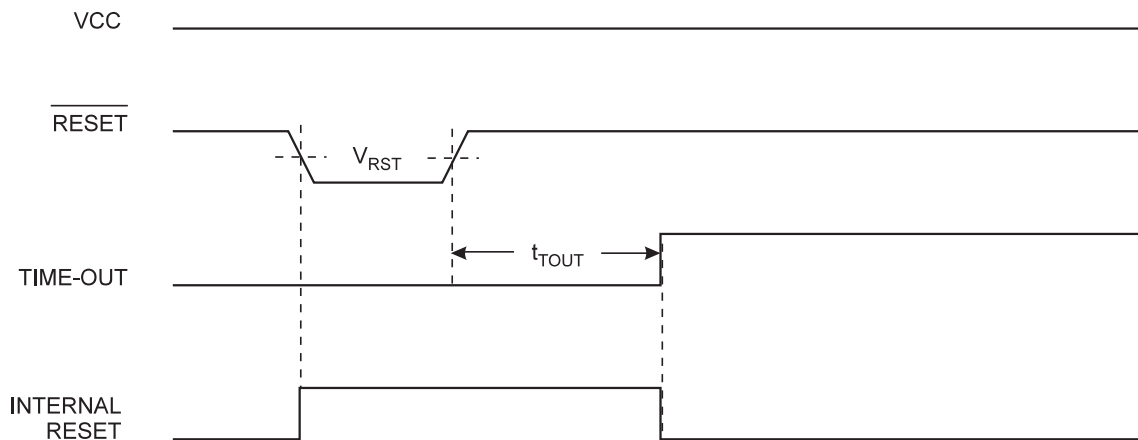 VCC
RESET
V_RST
t_TOUT
TIME-OUT
INTERNAL
RESET